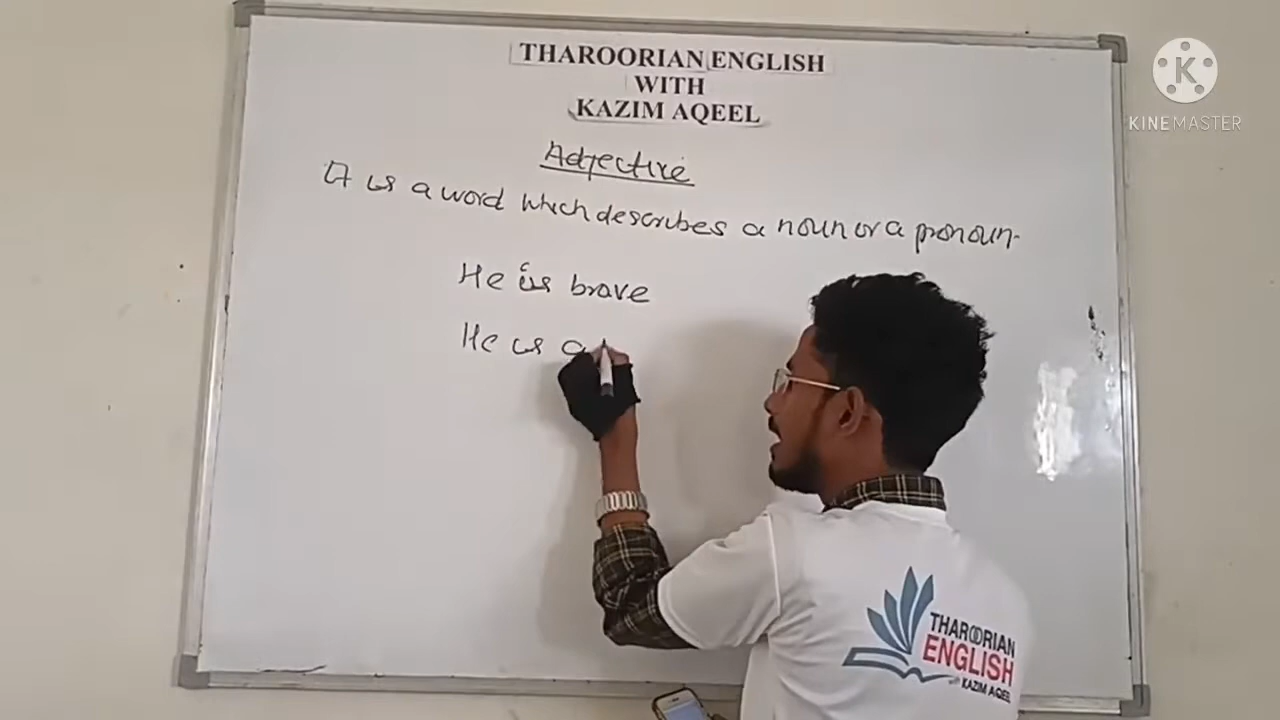 THAROORIAN ENGLISH
WITH
KAZIM AQEEL
Adjective
It is a word which describes a noun or a pronoun.
He is brave
He is a
THAROORIAN
ENGLISH
with KAZIM AQEEL
K
KINEMASTER